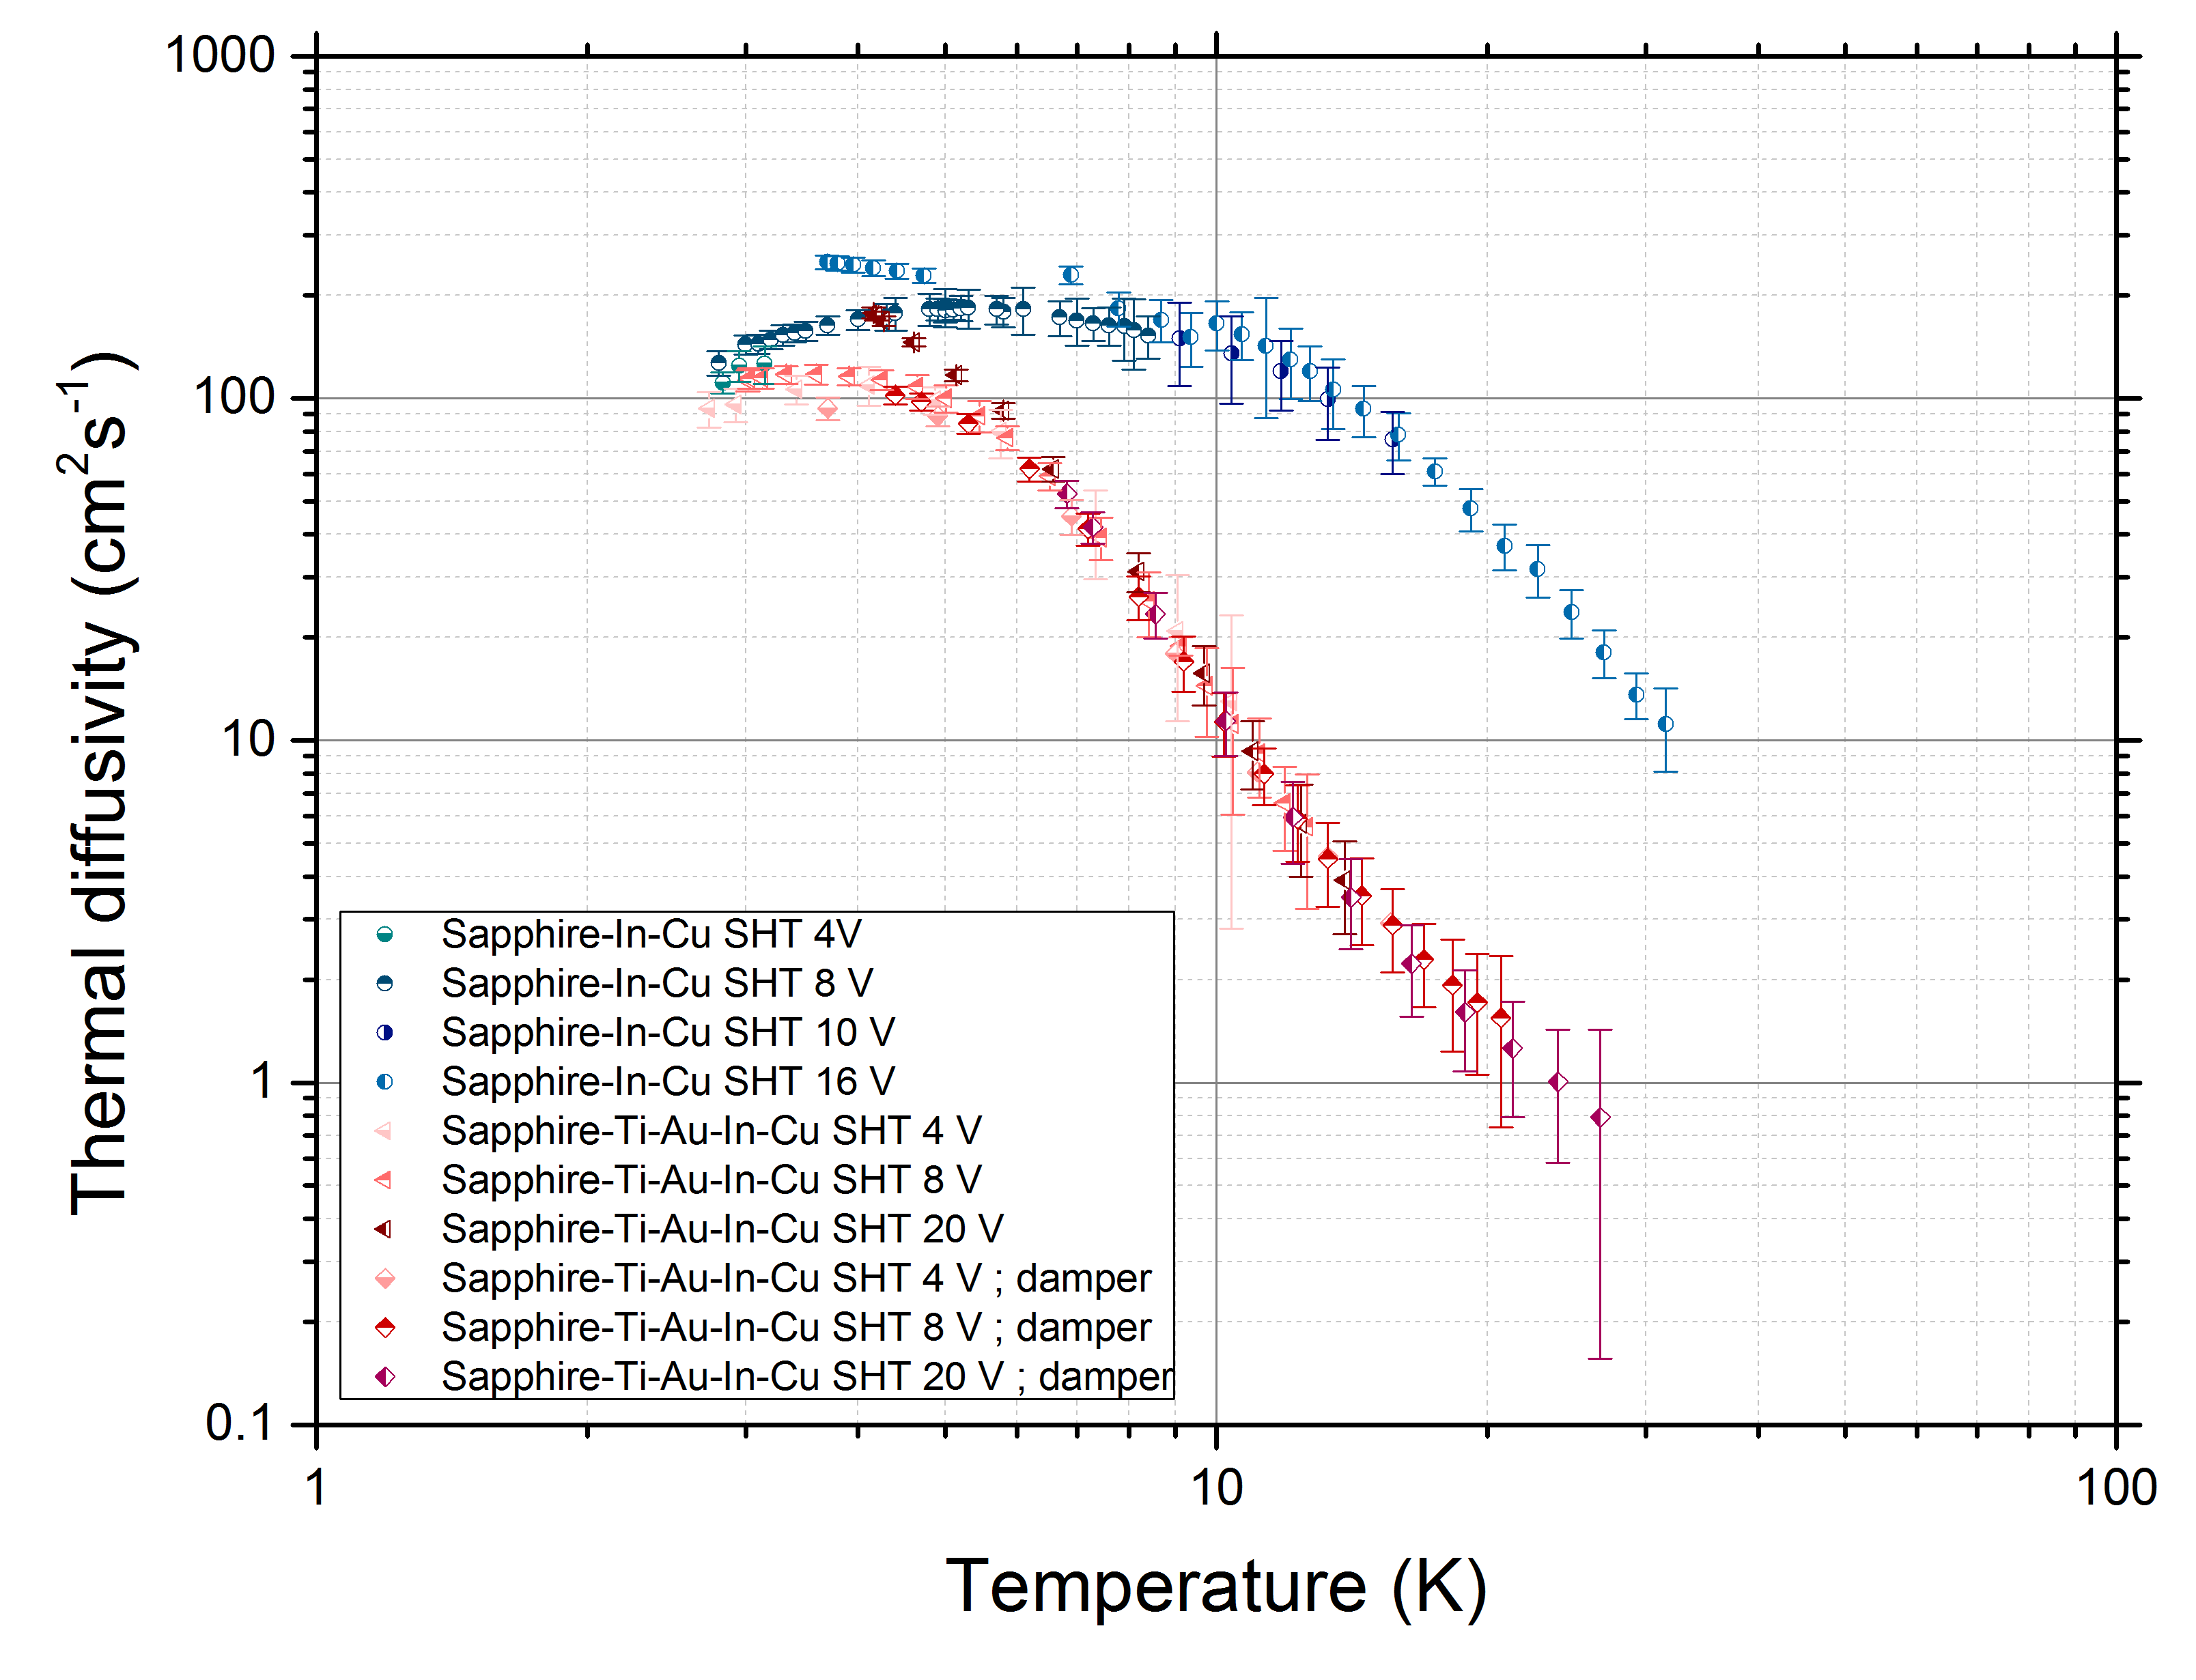 1000
100
10
1
0.1
Thermal diffusivity (cm²s⁻¹)
Sapphire-In-Cu SHT 4V
Sapphire-In-Cu SHT 8 V
Sapphire-In-Cu SHT 10 V
Sapphire-In-Cu SHT 16 V
Sapphire-Ti-Au-In-Cu SHT 4 V
Sapphire-Ti-Au-In-Cu SHT 8 V
Sapphire-Ti-Au-In-Cu SHT 20 V
Sapphire-Ti-Au-In-Cu SHT 4 V ; damper
Sapphire-Ti-Au-In-Cu SHT 8 V ; damper
Sapphire-Ti-Au-In-Cu SHT 20 V ; damper
1 10 100
Temperature (K)